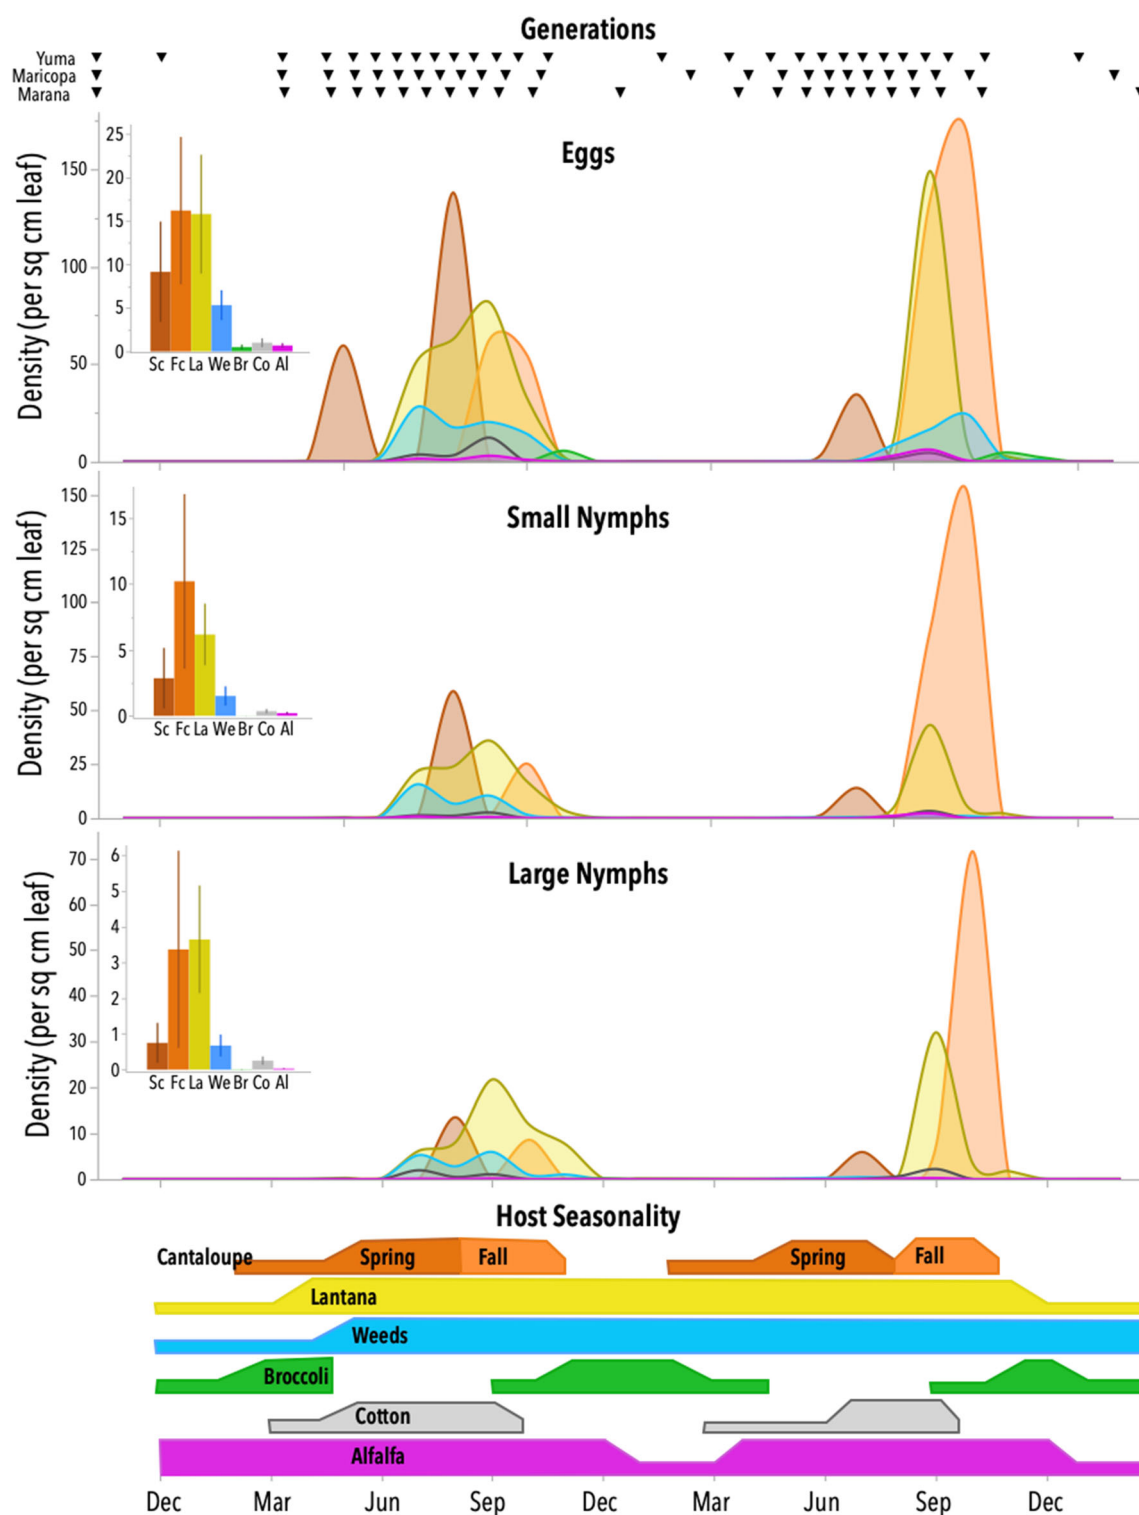 Generations
Yuma
Maricopa
Marana
Eggs
Density (per sq cm leaf)
150
100
50
0
25
20
15
10
5
0
Sc Fc La We Br Co Al
Small Nymphs
Density (per sq cm leaf)
150
125
100
75
50
25
0
15
10
5
0
Sc Fc La We Br Co Al
Large Nymphs
Density (per sq cm leaf)
70
60
50
40
30
20
10
0
6
5
4
3
2
1
0
Sc Fc La We Br Co Al
Host Seasonality
Cantaloupe Spring Fall Spring Fall
Lantana
Weeds
Broccoli
Cotton
Alfalfa
Dec Mar Jun Sep Dec Mar Jun Sep Dec